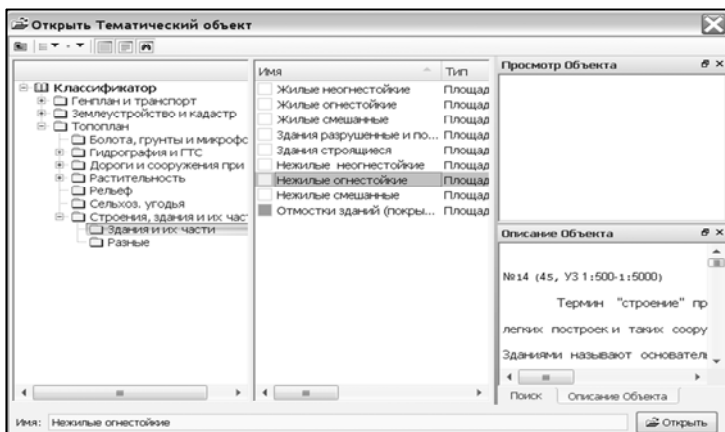 Открыть Тематический объект
Классификатор
Генплан и транспорт
Землеустройство и кадастр
Топоплан
Болота, грунты и микрофо
Гидрография и ГТС
Дороги и сооружения при
Растительность
Рельеф
Сельхоз. угодья
Строения, здания и их час
Здания и их части
Разные
Имя Тип
Жилые неогнестойкие Площад
Жилые огнестойкие Площад
Жилые смешанные Площад
Здания разрушенные и по... Площад
Здания строящиеся Площад
Нежилые неогнестойкие Площад
Нежилые огнестойкие Площад
Нежилые смешанные Площад
Отмостки зданий (покры... Площад
Просмотр Объекта
Описание Объекта
№14 (45, УЗ 1:500-1:5000)
Термин "строение" пр
легких построек и таких соору
Зданиями называют основател
Поиск Описание Объекта
Имя: Нежилые огнестойкие Открыть